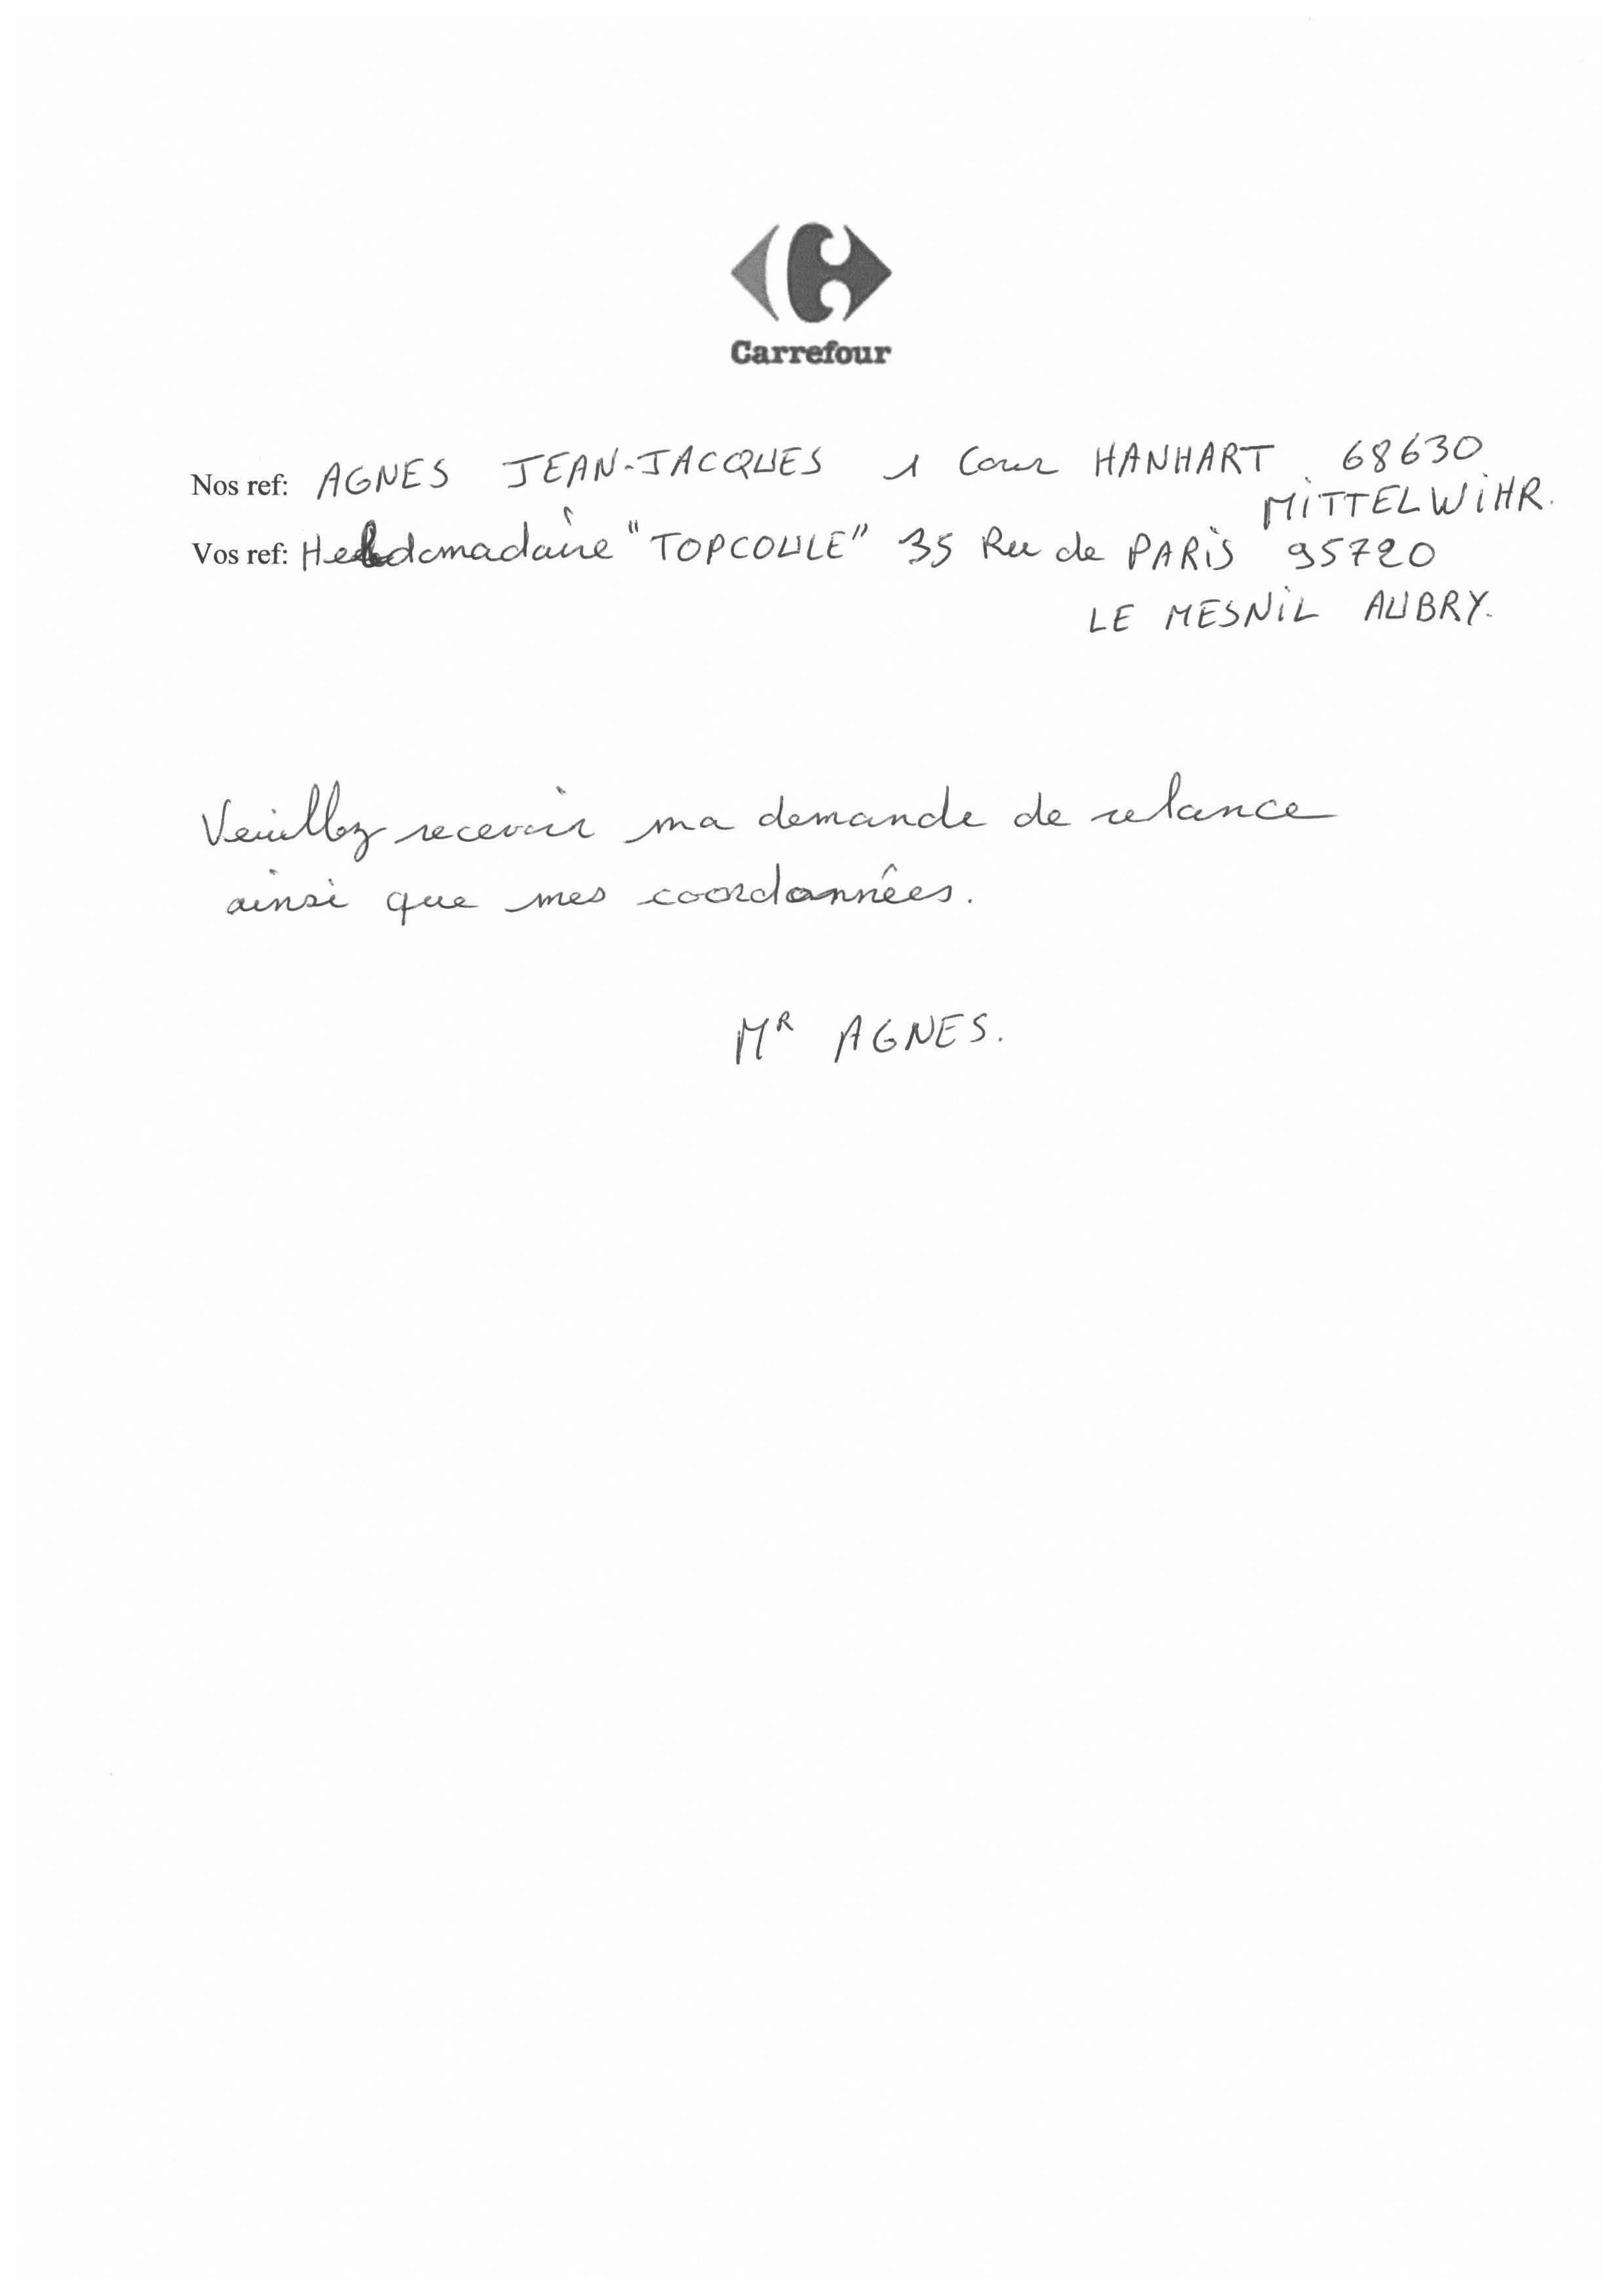 Carrefour
Nos ref: AGNES JEAN-JACQUES 1 Cour HANHART 68630
MITTELWIHR.
Vos ref: Hebdomadaire "TOPCOULE" 35 Rue de PARIS 95720
LE MESNIL AUBRY.
Veuillez recevoir ma demande de relance
ainsi que mes coordonnées.
MR AGNES.